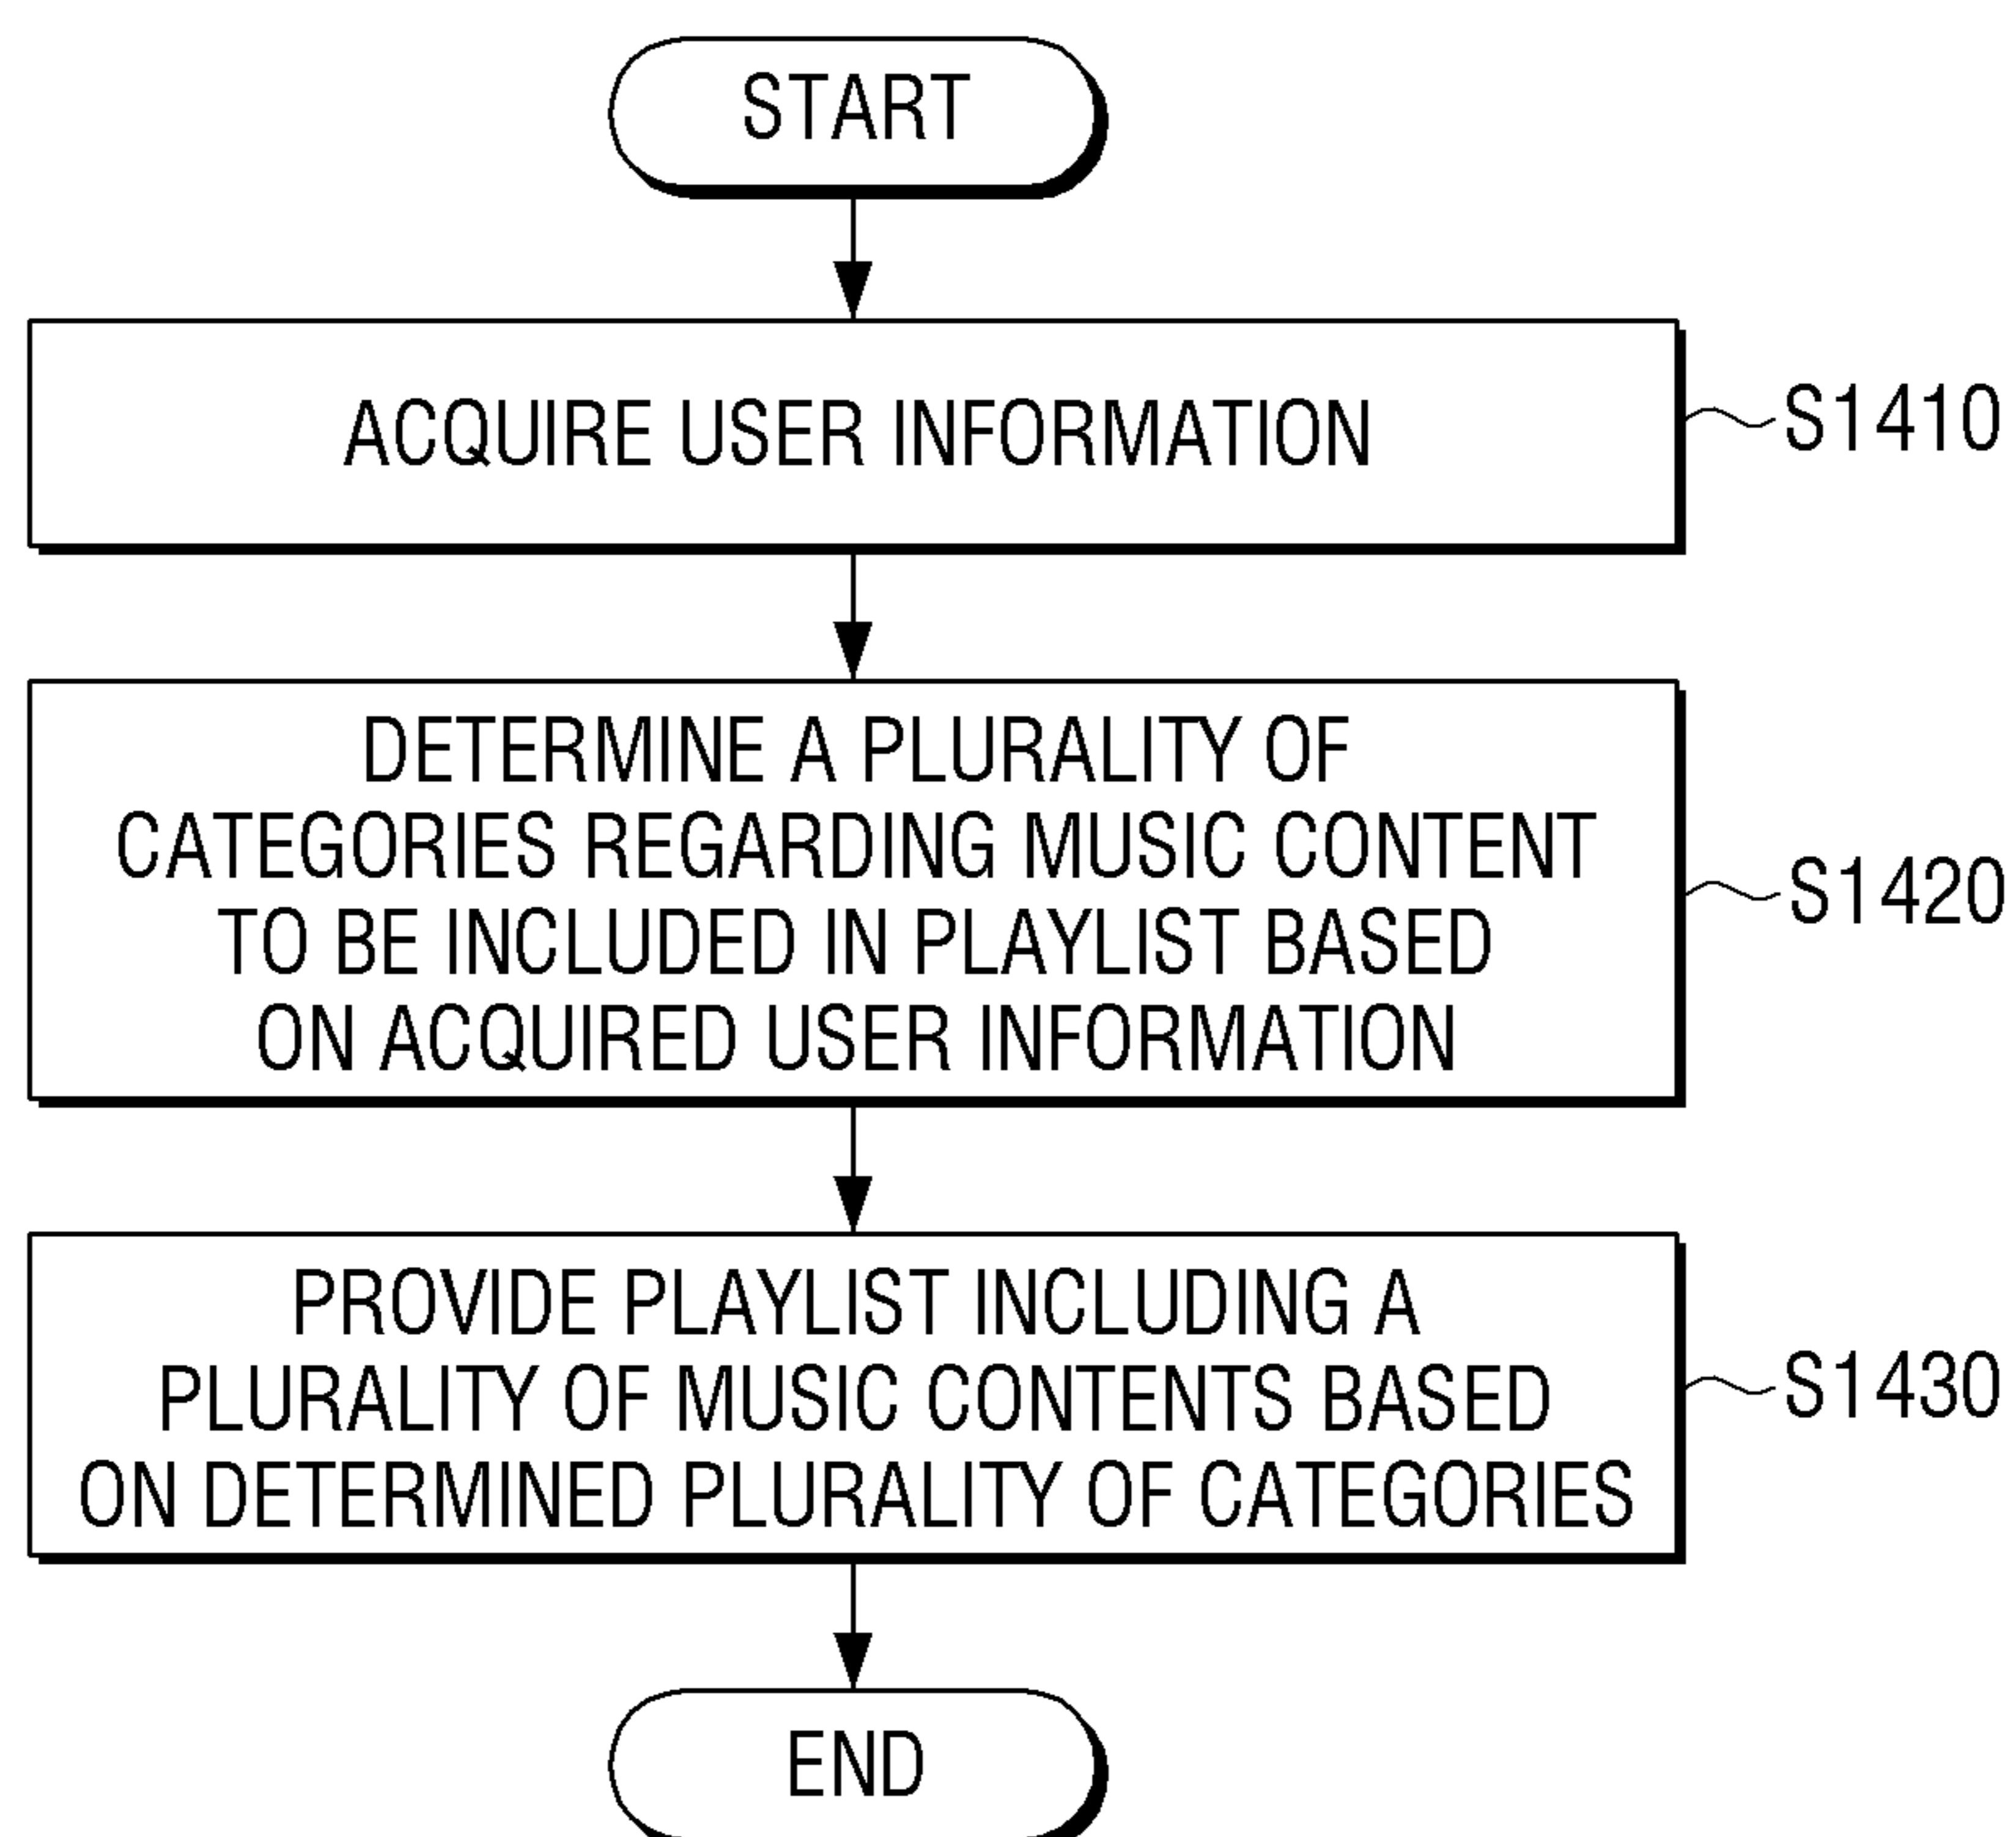 START
ACQUIRE USER INFORMATION
S1410
DETERMINE A PLURALITY OF
CATEGORIES REGARDING MUSIC CONTENT
TO BE INCLUDED IN PLAYLIST BASED
ON ACQUIRED USER INFORMATION
S1420
PROVIDE PLAYLIST INCLUDING A
PLURALITY OF MUSIC CONTENTS BASED
ON DETERMINED PLURALITY OF CATEGORIES
S1430
END